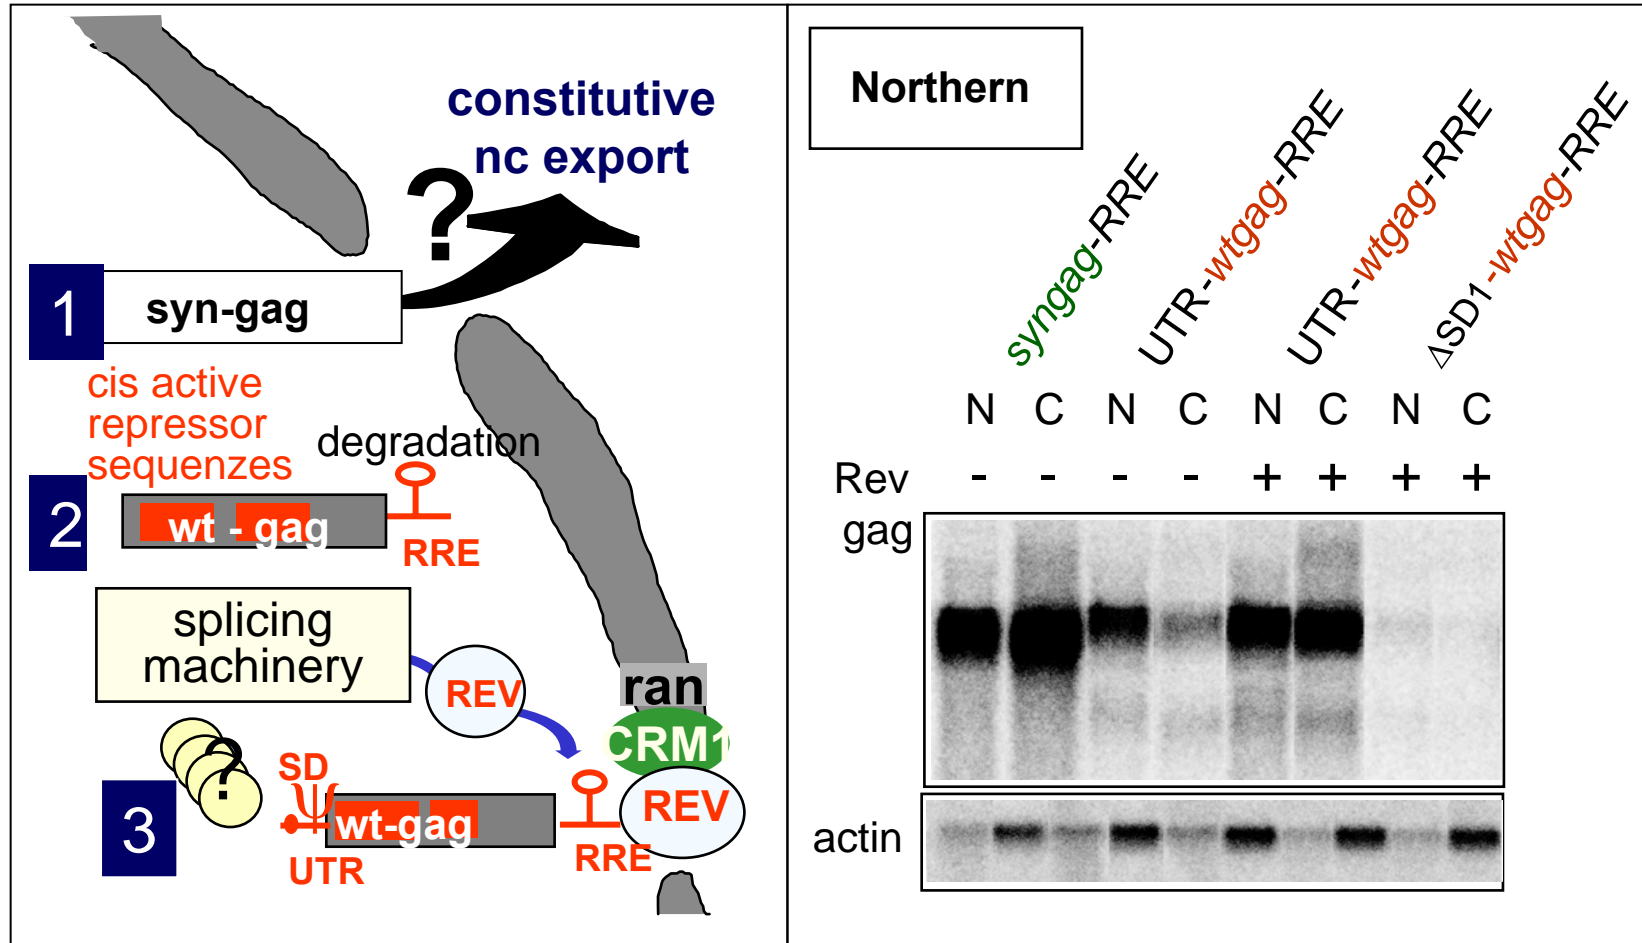 constitutive
nc export
?
1
syn-gag
cis active
repressor
sequenzes
degradation
2
wt - gag
RRE
splicing
machinery
REV
ran
CRM1
?
SD
3
wt-gag
REV
RRE
UTR
Northern
syngag-RRE
UTR-wtgag-RRE
UTR-wtgag-RRE
ΔSD1-wtgag-RRE
N C N C N C N C
Rev - - - - + + + +
gag
actin